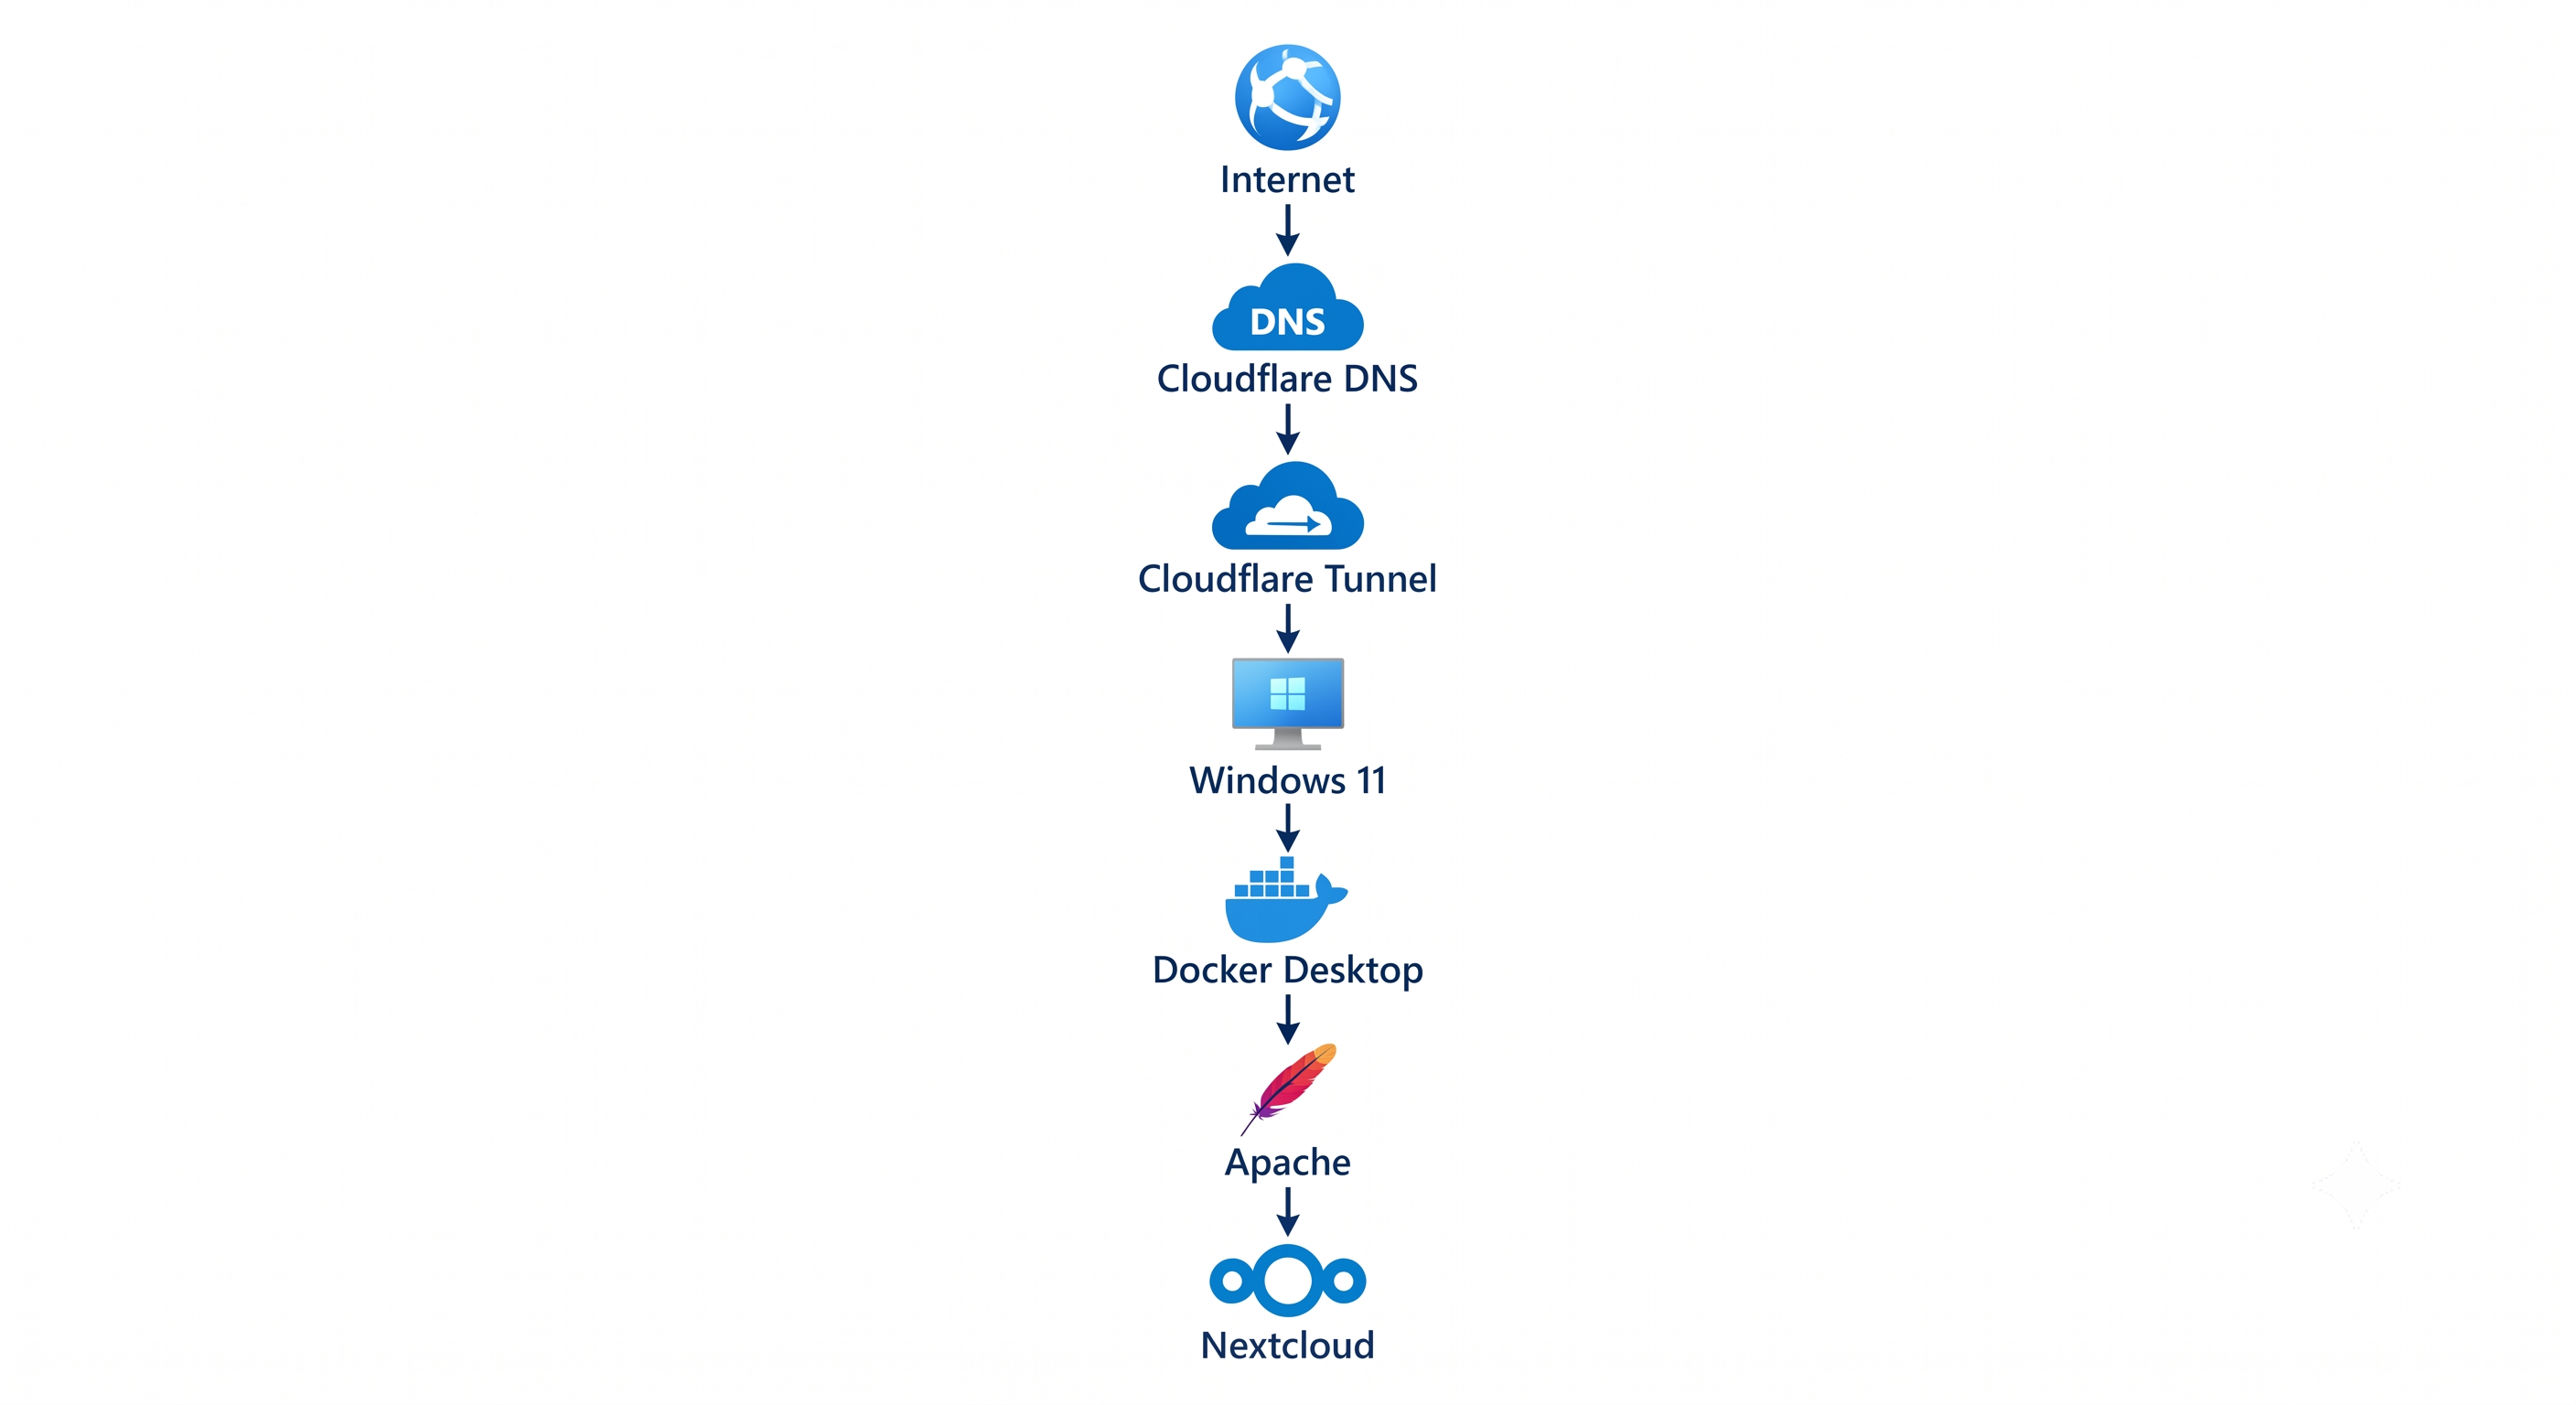 Internet
DNS
Cloudflare DNS
Cloudflare Tunnel
Windows 11
Docker Desktop
Apache
Nextcloud